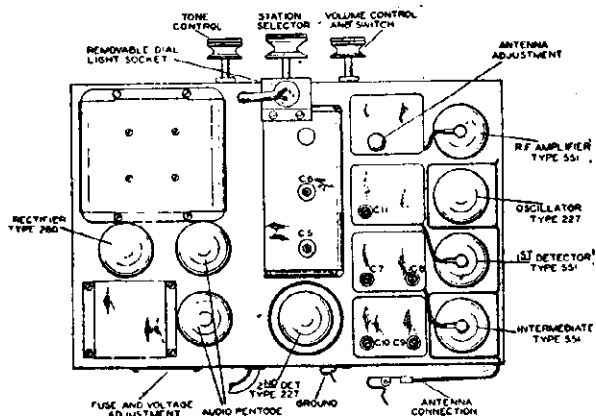 TONE
CONTROL
STATION
SELECTOR
VOLUME CONTROL
AND SWITCH
REMOVABLE DIAL
LIGHT SOCKET
ANTENNA
ADJUSTMENT
R.F. AMPLIFIER
TYPE 551
C6
C11
OSCILLATOR
TYPE 227
RECTIFIER
TYPE 280
C5
1ST DETECTOR
TYPE 551
C7
C8
INTERMEDIATE
TYPE 551
C10
C9
FUSE AND VOLTAGE
ADJUSTMENT
AUDIO PENTODE
2ND DET
TYPE 227
GROUND
ANTENNA
CONNECTION